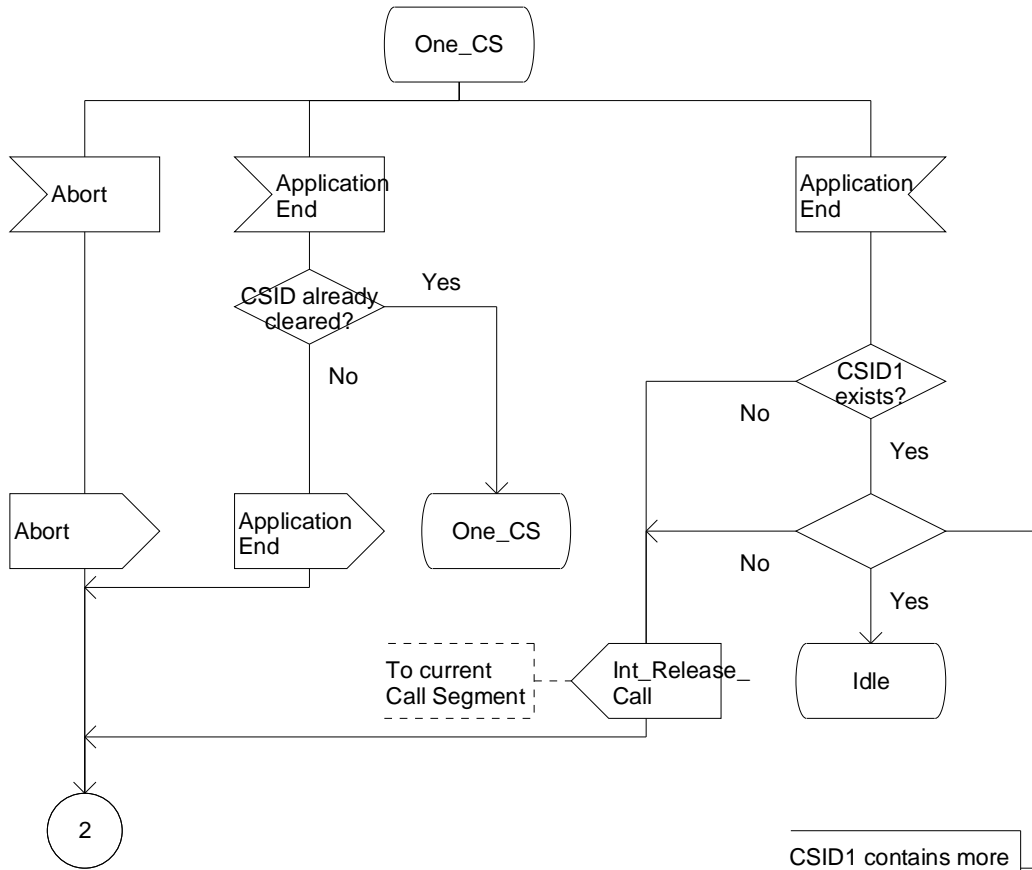 One_CS
Abort
Application
End
Application
End
CSID already
cleared?
Yes
No
CSID1
exists?
No
Yes
Abort
Application
End
One_CS
No
Yes
To current
Call Segment
Int_Release_
Call
Idle
2
CSID1 contains more